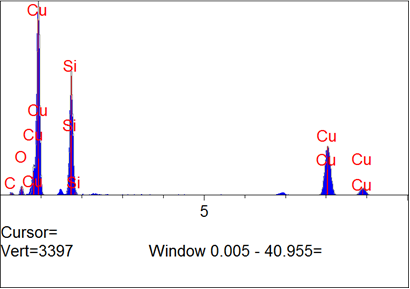 Cu
Si
Cu Si
Cu Cu
O Cu Cu
C Cu Si Cu
5
Cursor=
Vert=3397 Window 0.005 - 40.955=